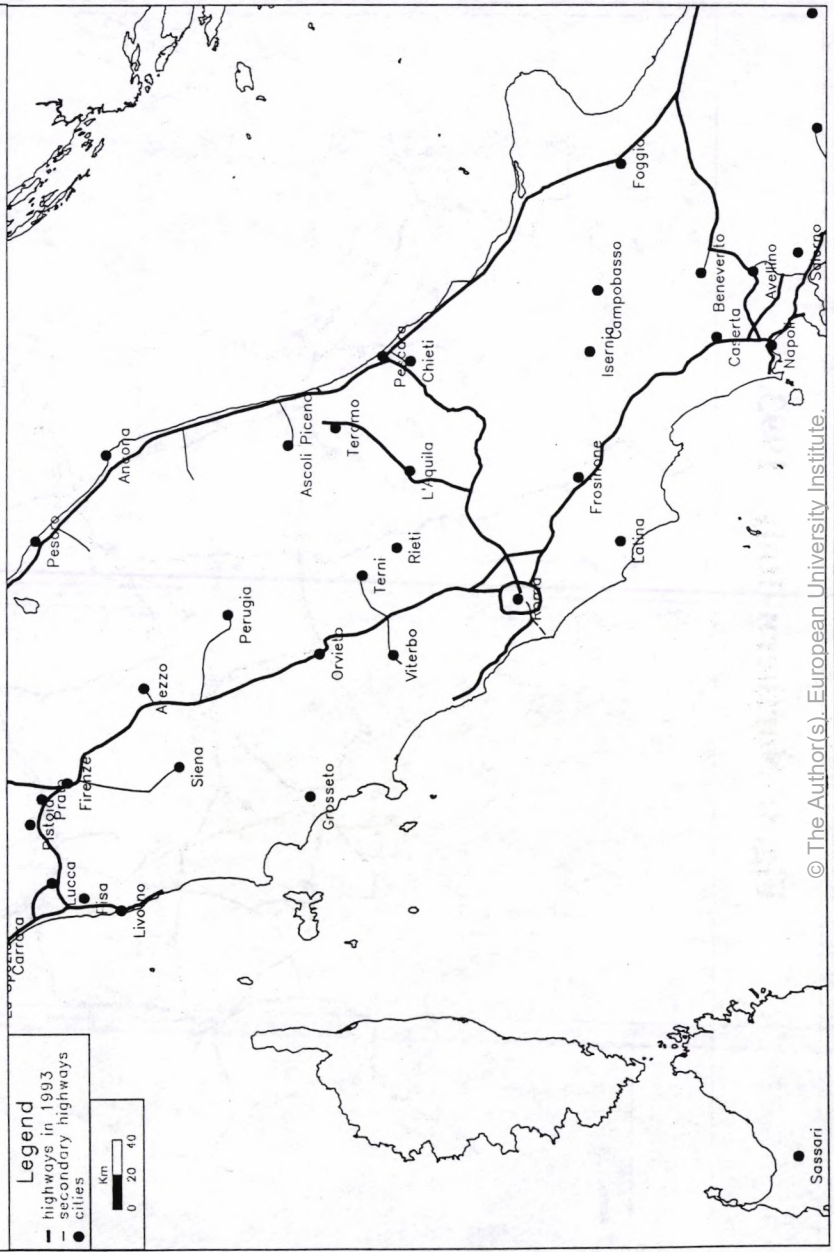 Legend
highways in 1993
secondary highways
cities
Km
0 20 40
Carrara
Lucca
Pisa
Livorno
Pistoia
Prato
Firenze
Siena
Arezzo
Grosseto
Perugia
Pesaro
Ancona
Orvieto
Viterbo
Terni
Rieti
Ascoli Piceno
Teramo
L'Aquila
Pescara
Chieti
Roma
Latina
Frosinone
Isernia
Campobasso
Foggia
Caserta
Benevento
Napoli
Avellino
Salerno
Sassari
© The Author(s). European University Institute.